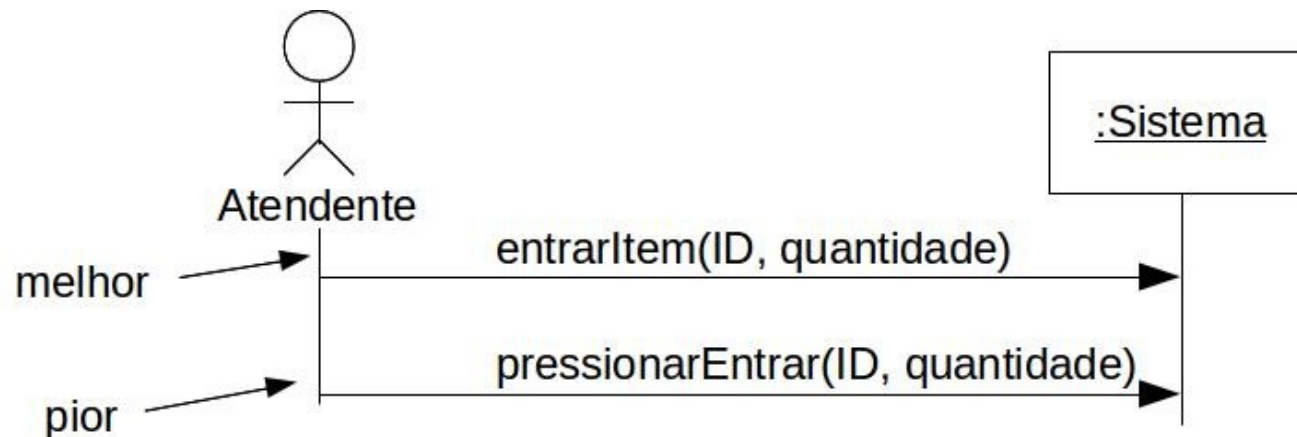 :Sistema
Atendente
entrarItem(ID, quantidade)
melhor
pressionarEntrar(ID, quantidade)
pior